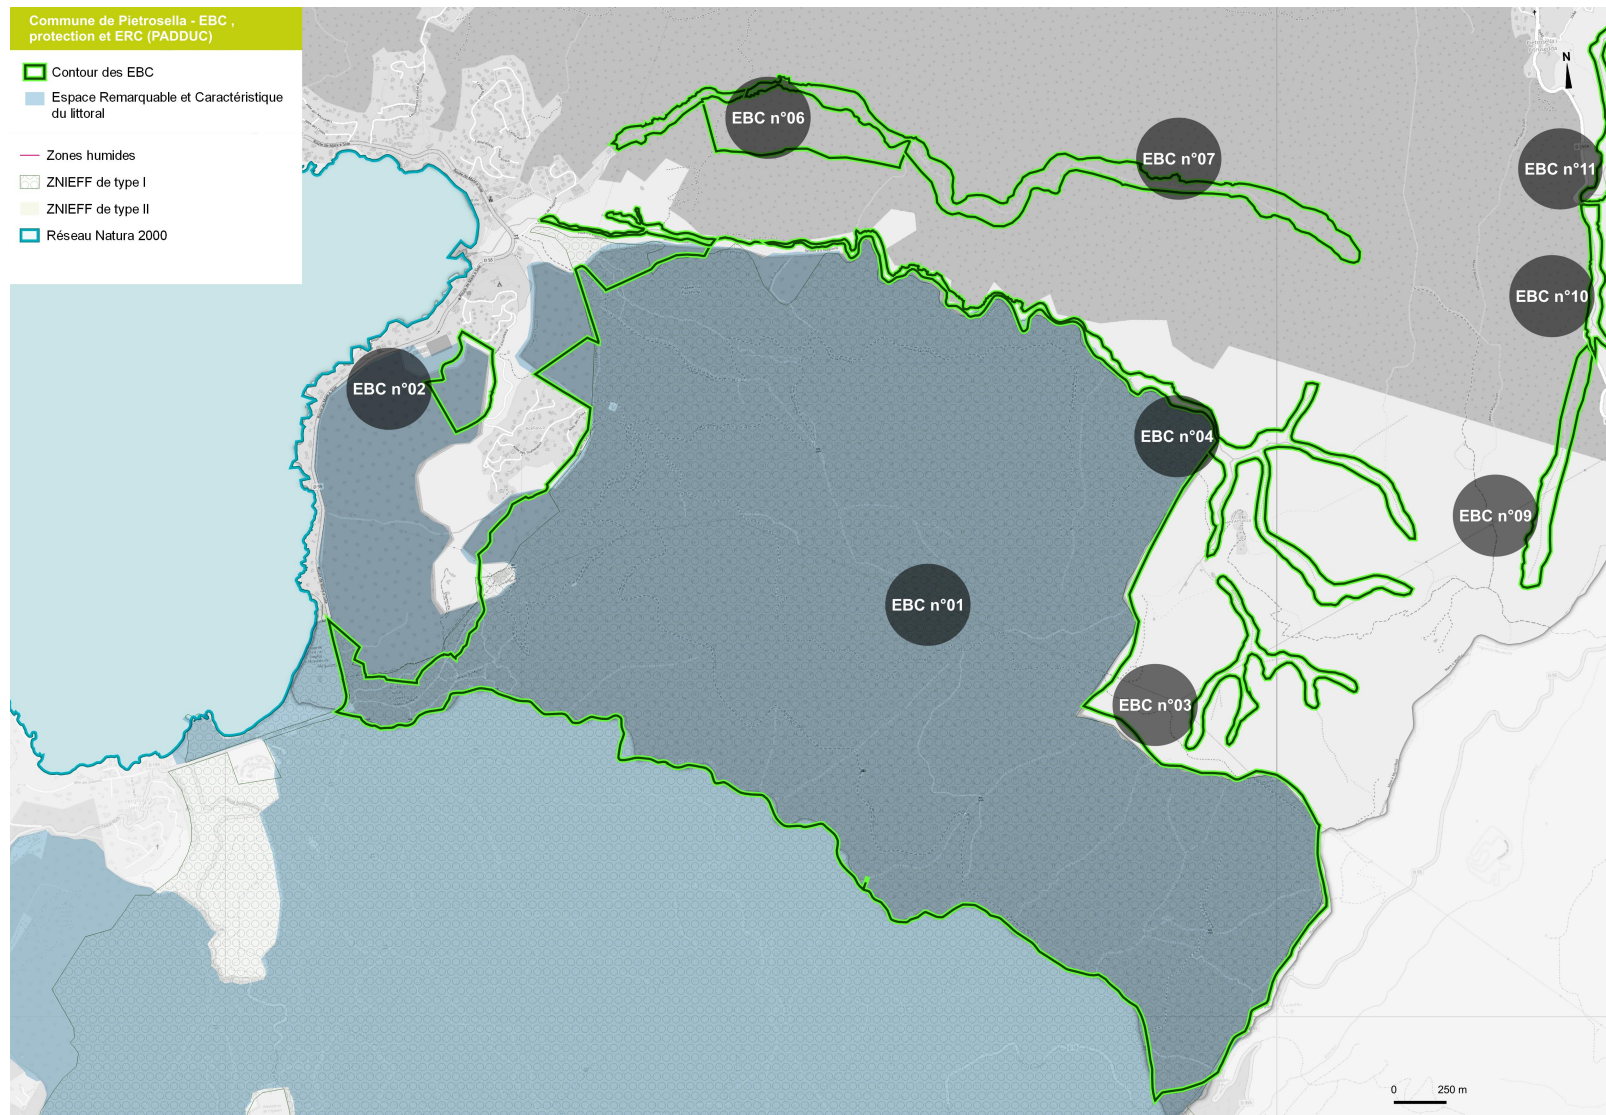 Commune de Pietrosella - EBC ,
protection et ERC (PADDUC)
Contour des EBC
Espace Remarquable et Caractéristique
du littoral
Zones humides
ZNIEFF de type I
ZNIEFF de type II
Réseau Natura 2000
N
EBC n°06
EBC n°07
EBC n°11
EBC n°10
EBC n°02
EBC n°04
EBC n°09
EBC n°01
EBC n°03
0 250 m